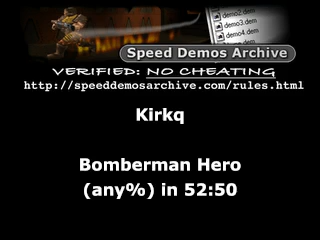 demo2.dem
demo3.dem
demo4.dem
Speed Demos Archive
VERIFIED: NO CHEATING
http://speeddemosarchive.com/rules.html
Kirkq
Bomberman Hero
(any%) in 52:50